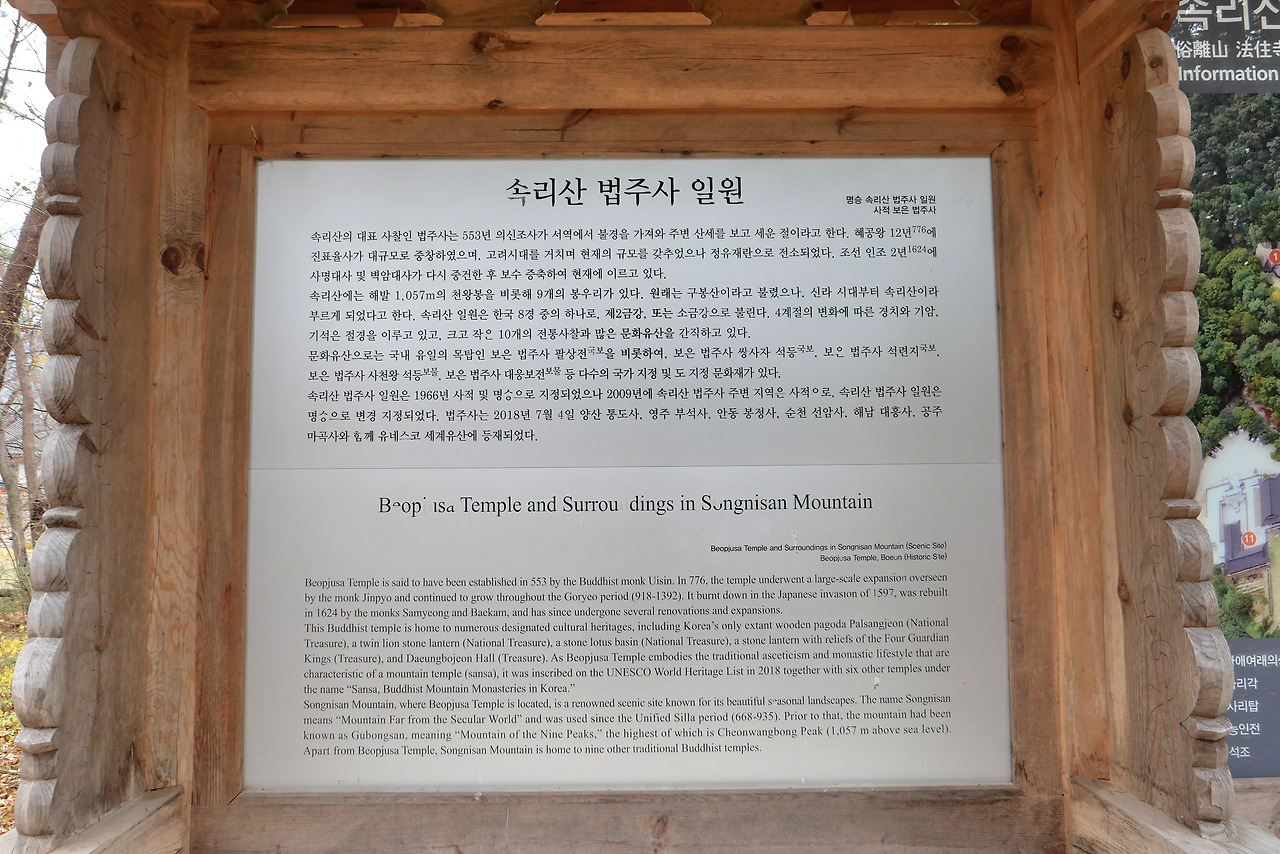 속리산 법주사 일원
명승 속리산 법주사 일원
사적 보은 법주사
속리산의 대표 사찰인 법주사는 553년 의신조사가 서역에서 불경을 가져와 주변 산세를 보고 세운 절이라고 한다. 혜공왕 12년776에
진표율사가 대규모로 중창하였으며, 고려시대를 거치며 현재의 규모를 갖추었으나 정유재란으로 전소되었다. 조선 인조 2년1624에
사명대사 및 벽암대사가 다시 중건한 후 보수 증축하여 현재에 이르고 있다.
속리산에는 해발 1,057m의 천왕봉을 비롯해 9개의 봉우리가 있다. 원래는 구봉산이라고 불렸으나, 신라 시대부터 속리산이라
부르게 되었다고 한다. 속리산 일원은 한국 8경 중의 하나로, 제2금강, 또는 소금강으로 불린다. 4계절의 변화에 따른 경치와 기암,
기석은 절경을 이루고 있고, 크고 작은 10개의 전통사찰과 많은 문화유산을 간직하고 있다.
문화유산으로는 국내 유일의 목탑인 보은 법주사 팔상전국보을 비롯하여, 보은 법주사 쌍사자 석등국보, 보은 법주사 석련지국보,
보은 법주사 사천왕 석등보물, 보은 법주사 대웅보전보물 등 다수의 국가 지정 및 도 지정 문화재가 있다.
속리산 법주사 일원은 1966년 사적 및 명승으로 지정되었으나 2009년에 속리산 법주사 주변 지역은 사적으로, 속리산 법주사 일원은
명승으로 변경 지정되었다. 법주사는 2018년 7월 4일 양산 통도사, 영주 부석사, 안동 봉정사, 순천 선암사, 해남 대흥사, 공주
마곡사와 함께 유네스코 세계유산에 등재되었다.
Beopjusa Temple and Surroundings in Songnisan Mountain
Beopjusa Temple and Surroundings in Songnisan Mountain (Scenic Site)
Beopjusa Temple, Boeun (Historic Site)
Beopjusa Temple is said to have been established in 553 by the Buddhist monk Uisin. In 776, the temple underwent a large-scale expansion overseen
by the monk Jinpyo and continued to grow throughout the Goryeo period (918-1392). It burnt down in the Japanese invasion of 1597, was rebuilt
in 1624 by the monks Samyeong and Baekam, and has since undergone several renovations and expansions.
This Buddhist temple is home to numerous designated cultural heritages, including Korea's only extant wooden pagoda Palsangjeon (National
Treasure), a twin lion stone lantern (National Treasure), a stone lotus basin (National Treasure), a stone lantern with reliefs of the Four Guardian
Kings (Treasure), and Daeungbojeon Hall (Treasure). As Beopjusa Temple embodies the traditional asceticism and monastic lifestyle that are
characteristic of a mountain temple (sansa), it was inscribed on the UNESCO World Heritage List in 2018 together with six other temples under
the name “Sansa, Buddhist Mountain Monasteries in Korea.”
Songnisan Mountain, where Beopjusa Temple is located, is a renowned scenic site known for its beautiful seasonal landscapes. The name Songnisan
means “Mountain Far from the Secular World” and was used since the Unified Silla period (668-935). Prior to that, the mountain had been
known as Gubongsan, meaning “Mountain of the Nine Peaks,” the highest of which is Cheonwangbong Peak (1,057 m above sea level).
Apart from Beopjusa Temple, Songnisan Mountain is home to nine other traditional Buddhist temples.
속리산
俗離山 法住寺
Information
1
11
리각
사리탑
능인전
석조